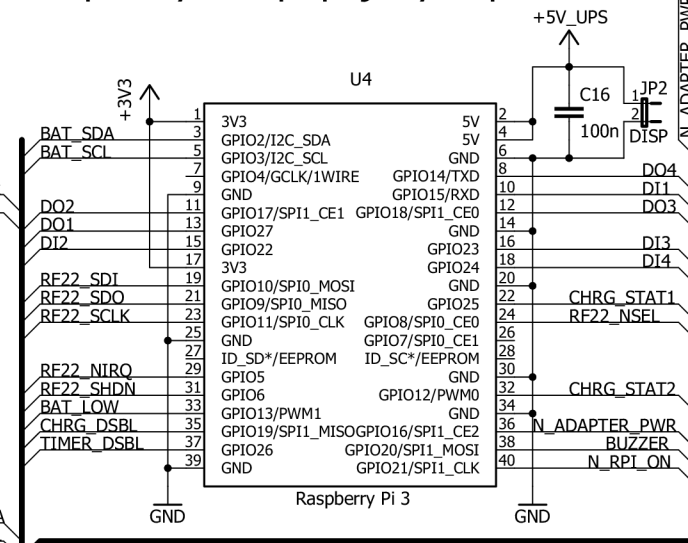 +5V_UPS
U4
+3V3
C16
100n
JP2
1
2
DISP
1 3V3 5V 2
BAT_SDA 3 GPIO2/I2C_SDA 5V 4
BAT_SCL 5 GPIO3/I2C_SCL GND 6
7 GPIO4/GCLK/1WIRE GPIO14/TXD 8 DO4
9 GND GPIO15/RXD 10 DI1
DO2 11 GPIO17/SPI1_CE1 GPIO18/SPI1_CE0 12 DO3
DO1 13 GPIO27 GND 14
DI2 15 GPIO22 GPIO23 16 DI3
17 3V3 GPIO24 18 DI4
RF22_SDI 19 GPIO10/SPI0_MOSI GND 20
RF22_SDO 21 GPIO9/SPI0_MISO GPIO25 22 CHRG_STAT1
RF22_SCLK 23 GPIO11/SPI0_CLK GPIO8/SPI0_CE0 24 RF22_NSEL
25 GND GPIO7/SPI0_CE1 26
27 ID_SD*/EEPROM ID_SC*/EEPROM 28
RF22_NIRQ 29 GPIO5 GND 30
RF22_SHDN 31 GPIO6 GPIO12/PWM0 32 CHRG_STAT2
BAT_LOW 33 GPIO13/PWM1 GND 34
CHRG_DSBL 35 GPIO19/SPI1_MISO GPIO16/SPI1_CE2 36 N_ADAPTER_PWR
TIMER_DSBL 37 GPIO26 GPIO20/SPI1_MOSI 38 BUZZER
39 GND GPIO21/SPI1_CLK 40 N_RPI_ON
Raspberry Pi 3
GND
GND
N_ADAPTER_PWR